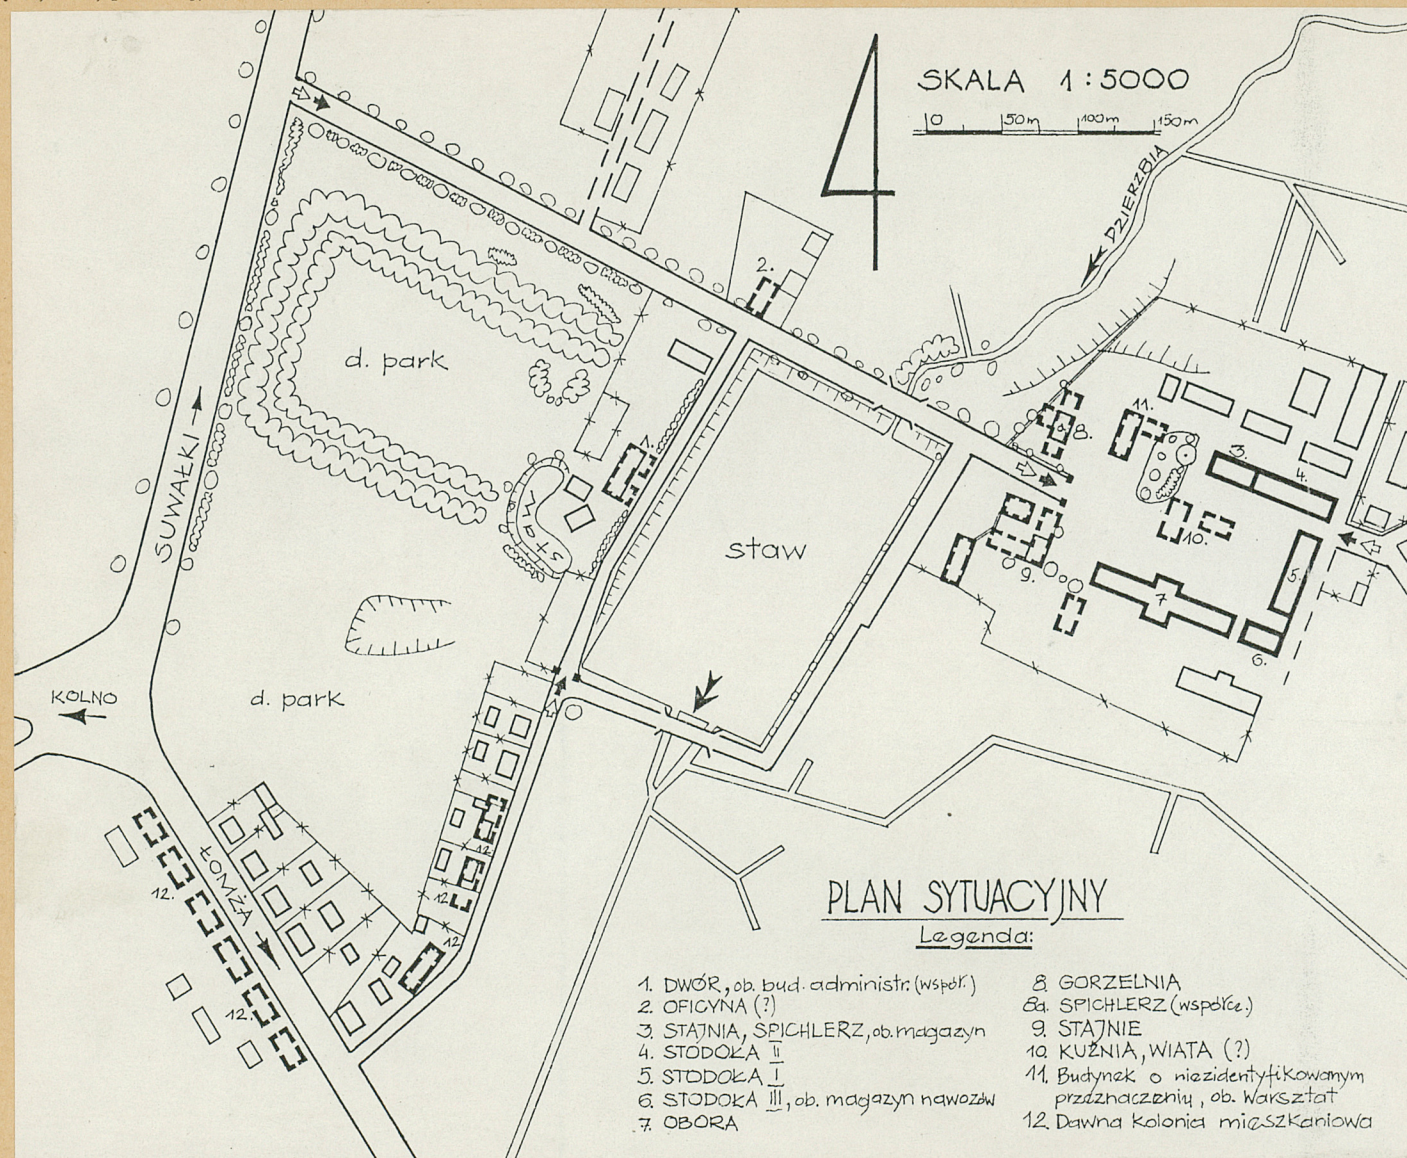 SKALA 1:5000
0 50m 100m 150m
DZIERZBIA
2.
d. park
1.
staw
SUWAŁKI
staw
8.
11.
3.
4.
10.
9.
5.
7
6.
KOLNO
d. park
12
12.
12
12.
ŁOMŻA
12.
PLAN SYTUACYJNY
Legenda:
1. DWÓR, ob. bud. administr. (współ.)
2. OFICYNA (?)
3. STAJNIA, SPICHLERZ, ob. magazyn
4. STODOŁA II
5. STODOŁA I
6. STODOŁA III, ob. magazyn nawozów
7. OBORA
8. GORZELNIA
8a. SPICHLERZ (współcz.)
9. STAJNIE
10. KUŹNIA, WIATA (?)
11. Budynek o niezidentyfikowanym
przeznaczeniu, ob. Warsztat
12. Dawna kolonia mieszkaniowa